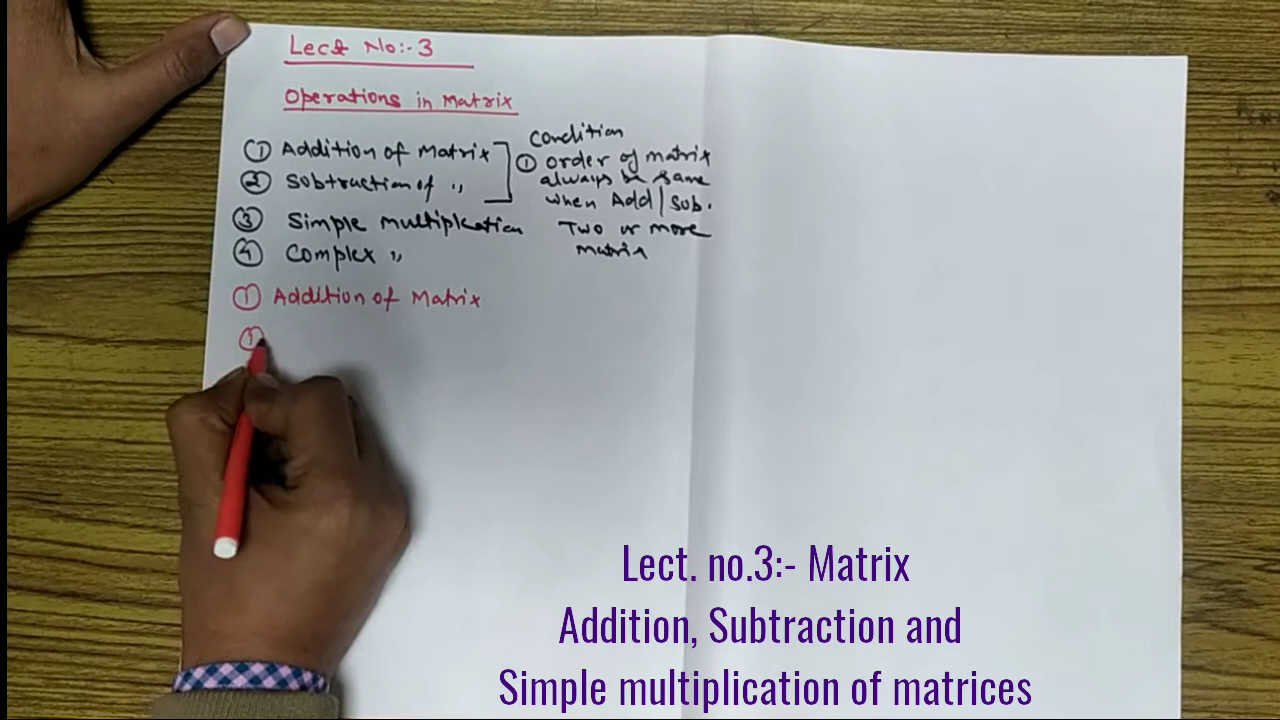 Lect No:- 3
Operations in Matrix
① Addition of Matrix
② Subtraction of ,,
③ Simple multiplcation
④ Complex ,,
condition
① order of matrix
always be same
when Add | Sub.
Two or more
matrix
① Addition of Matrix
①
Lect. no.3:- Matrix
Addition, Subtraction and
Simple multiplication of matrices